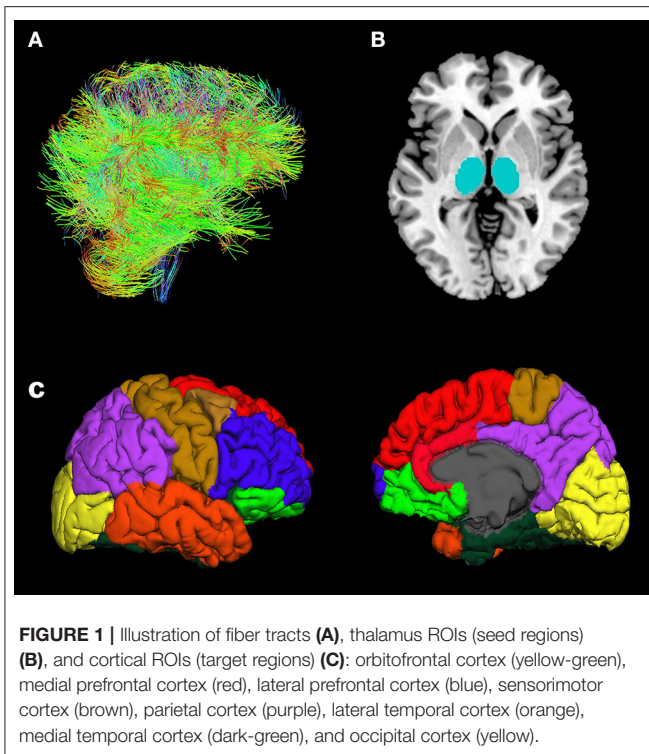 A
B
C
FIGURE 1 | Illustration of fiber tracts (A), thalamus ROIs (seed regions)
(B), and cortical ROIs (target regions) (C): orbitofrontal cortex (yellow-green),
medial prefrontal cortex (red), lateral prefrontal cortex (blue), sensorimotor
cortex (brown), parietal cortex (purple), lateral temporal cortex (orange),
medial temporal cortex (dark-green), and occipital cortex (yellow).